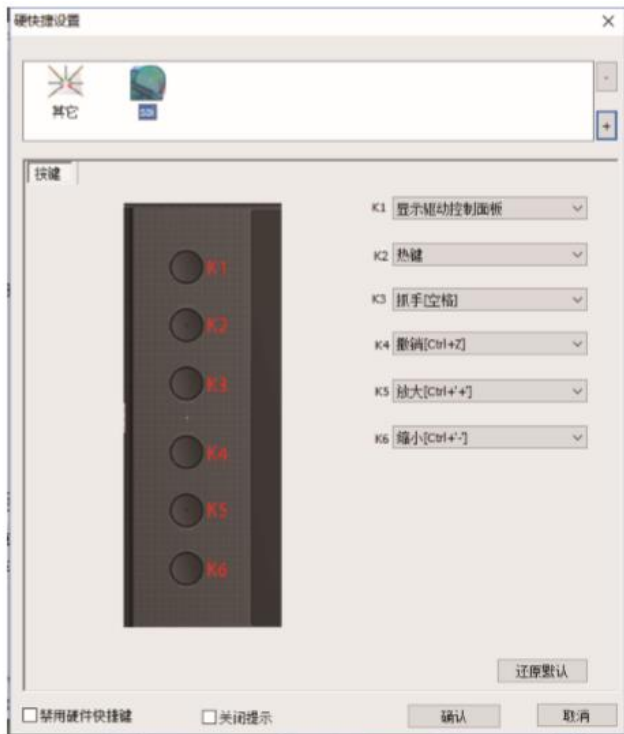 硬快捷设置
其它
SAI
-
+
按键
K1 显示驱动控制面板
K2 热键
K3 抓手[空格]
K4 撤销[Ctrl+Z]
K5 放大[Ctrl+'+']
K6 缩小[Ctrl+'-']
K1
K2
K3
K4
K5
K6
还原默认
禁用硬件快捷键
关闭提示
确认
取消